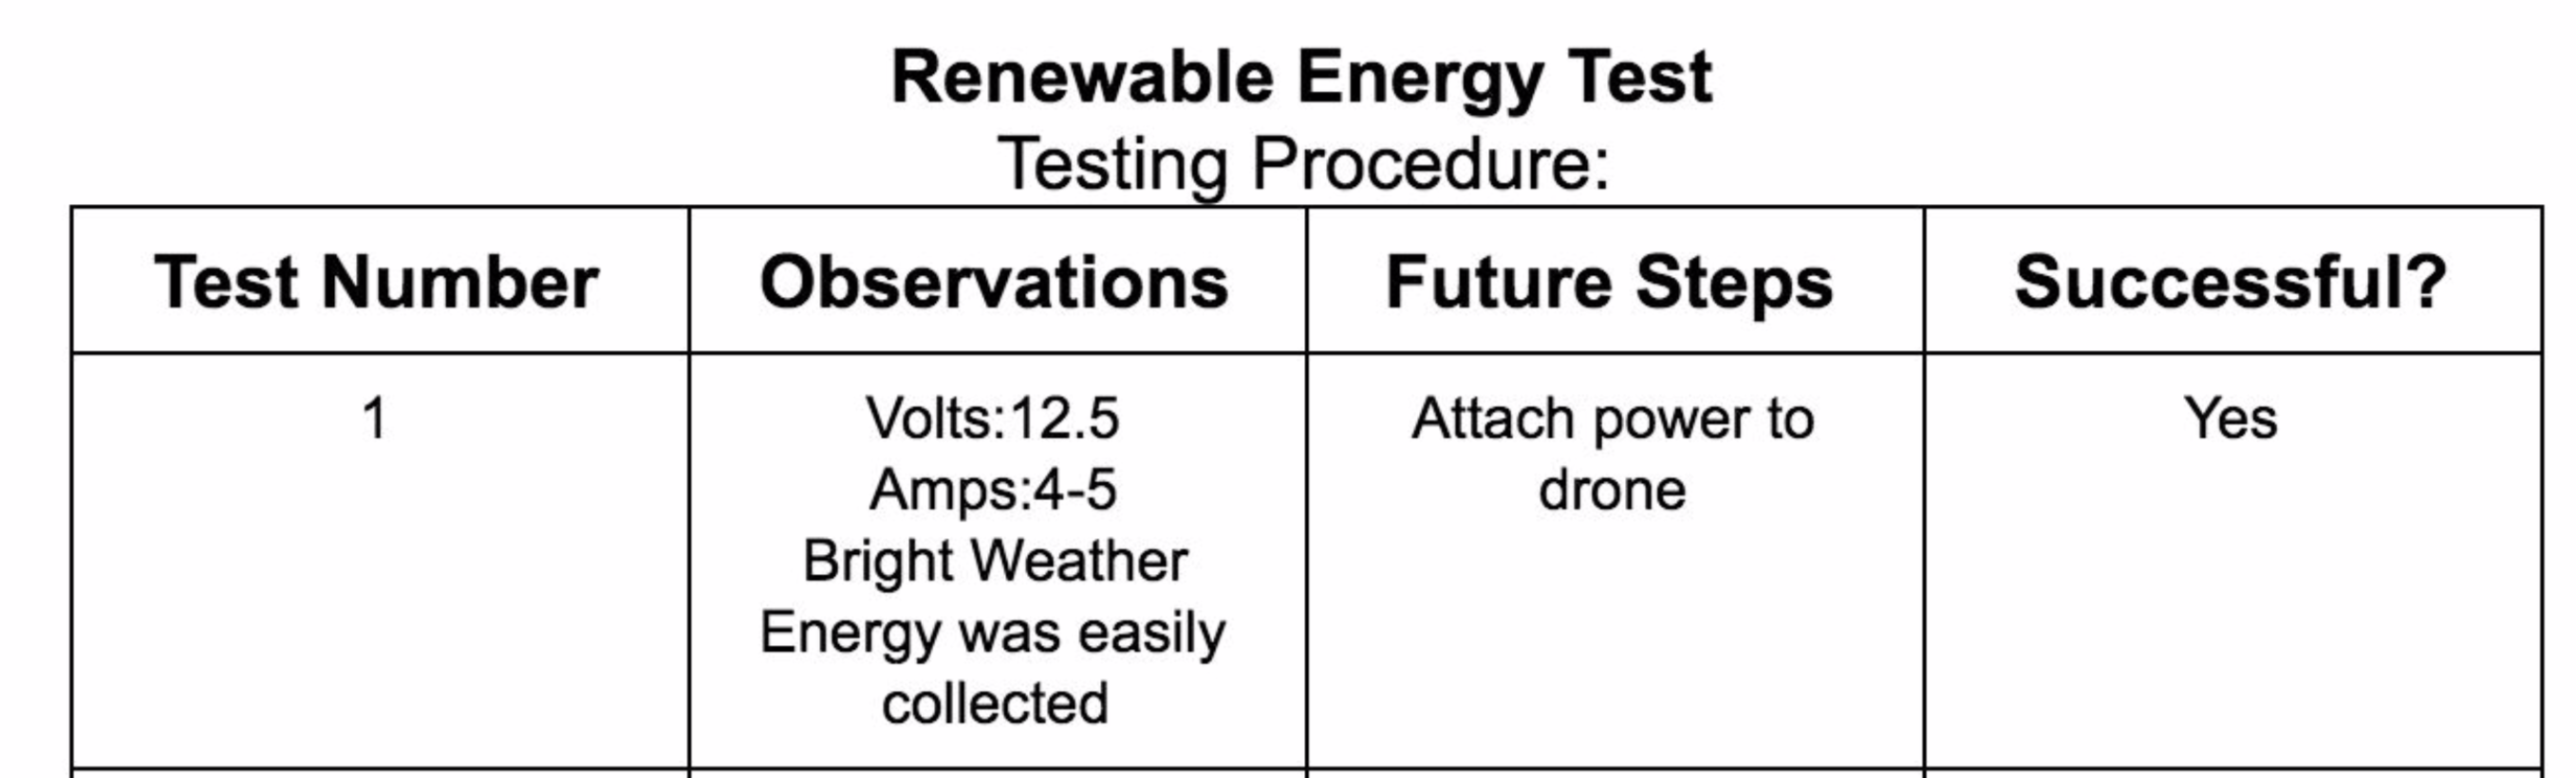 Renewable Energy Test
Testing Procedure:
Test Number
Observations
Future Steps
Successful?
1
Volts:12.5
Amps:4-5
Bright Weather
Energy was easily
collected
Attach power to
drone
Yes